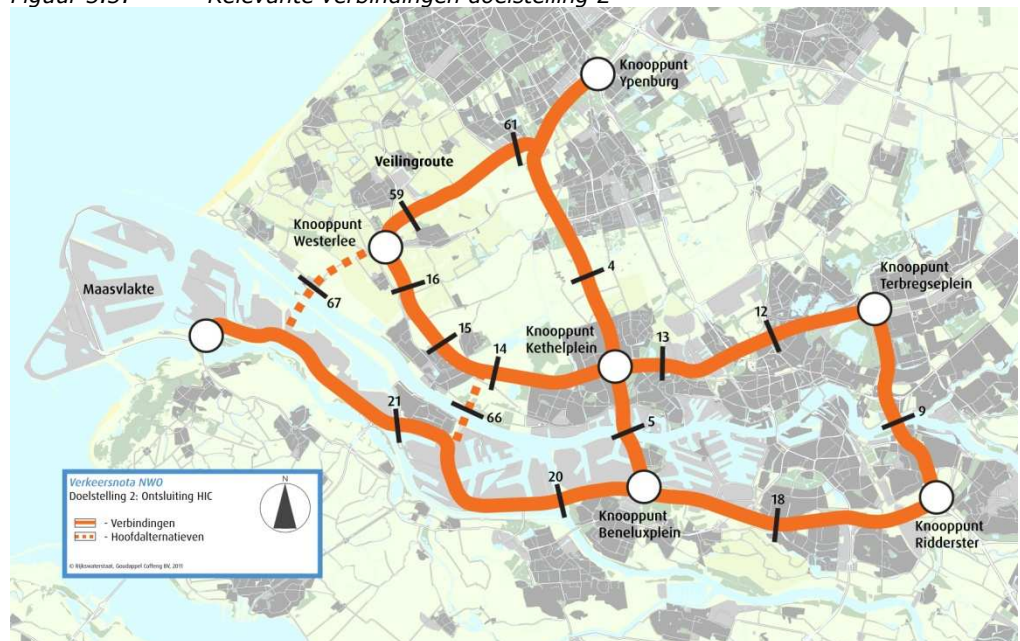 Figuur 5.3. Relevante verbindingen doelstelling 2
Knooppunt
Ypenburg
61
Veilingroute
59
Knooppunt
Westerlee
16
4
67
Maasvlakte
Knooppunt
Terbregseplein
12
15
Knooppunt
Kethelplein
13
14
21
66
5
9
20
18
Knooppunt
Beneluxplein
Knooppunt
Ridderster
Verkeersnota NWO
Doelstelling 2: Ontsluiting HIC
N
- Verbindingen
- Hoofdalternatieven
© Rijkswaterstaat, Goudappel Coffeng BV, 2011